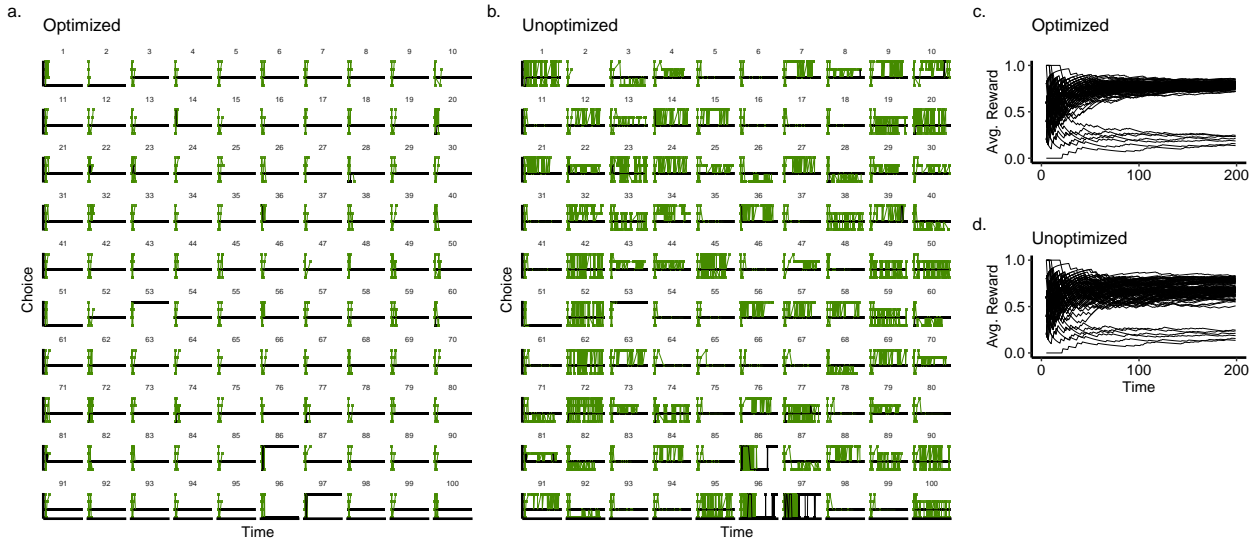 a.
Optimized
1 2 3 4 5 6 7 8 9 10
11 12 13 14 15 16 17 18 19 20
21 22 23 24 25 26 27 28 29 30
31 32 33 34 35 36 37 38 39 40
41 42 43 44 45 46 47 48 49 50
51 52 53 54 55 56 57 58 59 60
61 62 63 64 65 66 67 68 69 70
71 72 73 74 75 76 77 78 79 80
81 82 83 84 85 86 87 88 89 90
91 92 93 94 95 96 97 98 99 100
Choice
Time
b.
Unoptimized
1 2 3 4 5 6 7 8 9 10
11 12 13 14 15 16 17 18 19 20
21 22 23 24 25 26 27 28 29 30
31 32 33 34 35 36 37 38 39 40
41 42 43 44 45 46 47 48 49 50
51 52 53 54 55 56 57 58 59 60
61 62 63 64 65 66 67 68 69 70
71 72 73 74 75 76 77 78 79 80
81 82 83 84 85 86 87 88 89 90
91 92 93 94 95 96 97 98 99 100
Choice
Time
c.
Optimized
Avg. Reward
1.0
0.5
0.0
0 100 200
d.
Unoptimized
Avg. Reward
1.0
0.5
0.0
0 100 200
Time